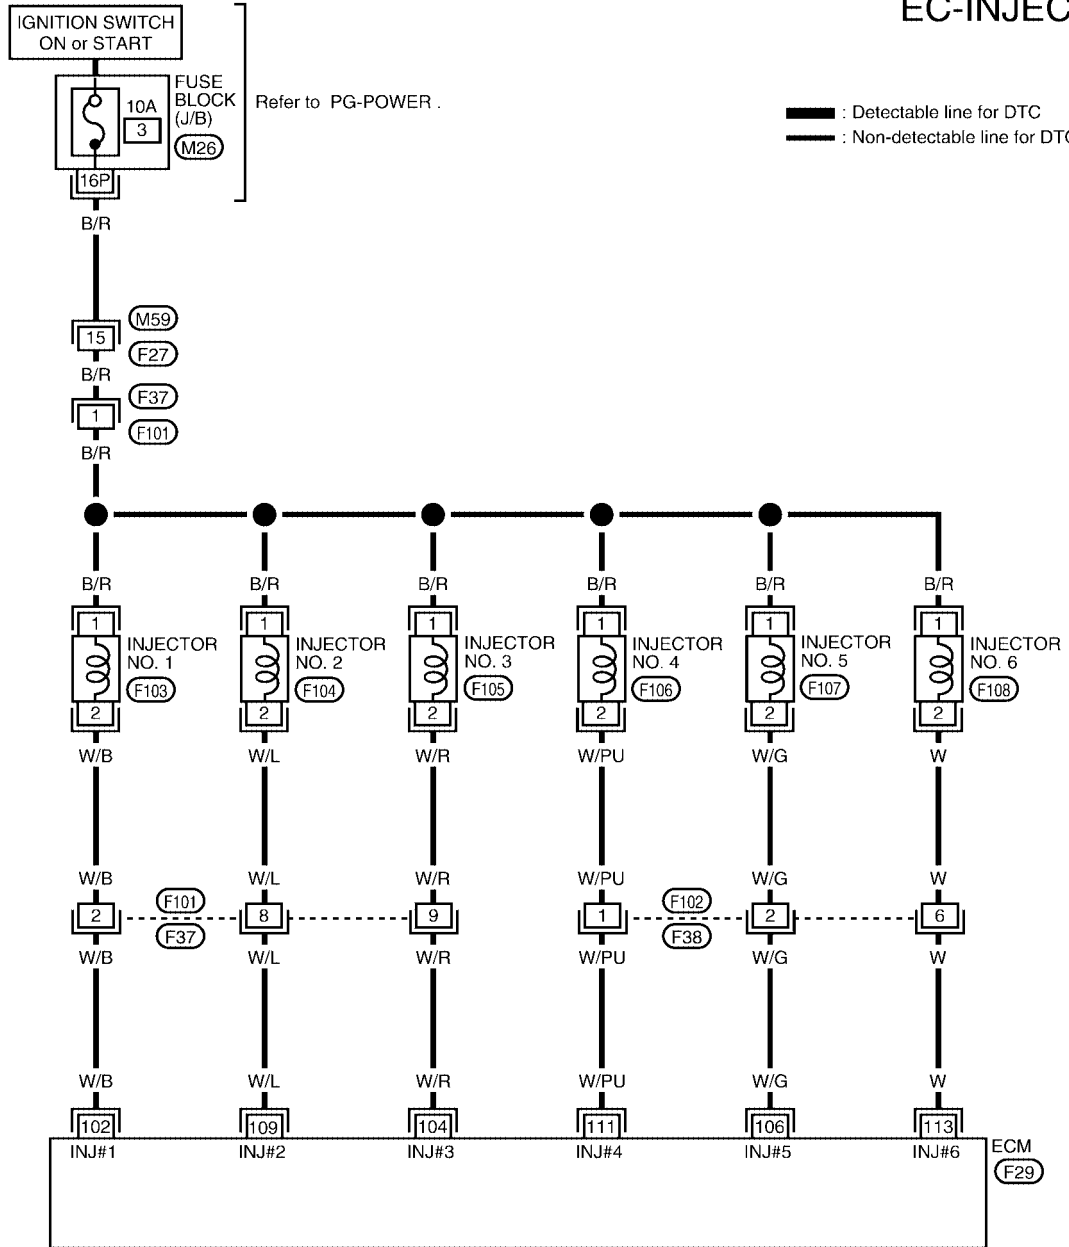 EC-INJEC
IGNITION SWITCH
ON or START
FUSE
BLOCK
(J/B)
M26
10A
3
16P
Refer to PG-POWER .
: Detectable line for DTC
: Non-detectable line for DTC
B/R
15
M59
F27
B/R
1
F37
F101
B/R
B/R B/R B/R B/R B/R B/R
1 1 1 1 1 1
INJECTOR
NO. 1
F103
INJECTOR
NO. 2
F104
INJECTOR
NO. 3
F105
INJECTOR
NO. 4
F106
INJECTOR
NO. 5
F107
INJECTOR
NO. 6
F108
2 2 2 2 2 2
W/B W/L W/R W/PU W/G W
W/B W/L W/R W/PU W/G W
2 F101 8 9 1 F102 2 6
F37 F38
W/B W/L W/R W/PU W/G W
W/B W/L W/R W/PU W/G W
102 109 104 111 106 113
INJ#1 INJ#2 INJ#3 INJ#4 INJ#5 INJ#6
ECM
F29